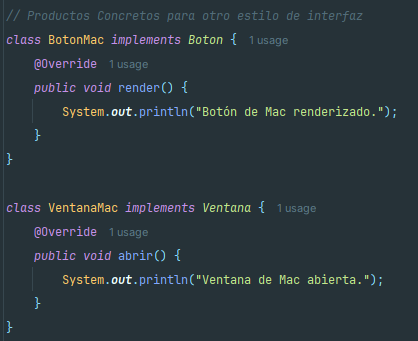 // Productos Concretos para otro estilo de interfaz
class BotonMac implements Boton { 1 usage
@Override 1 usage
public void render() {
System.out.println("Botón de Mac renderizado.");
}
}
class VentanaMac implements Ventana { 1 usage
@Override 1 usage
public void abrir() {
System.out.println("Ventana de Mac abierta.");
}
}